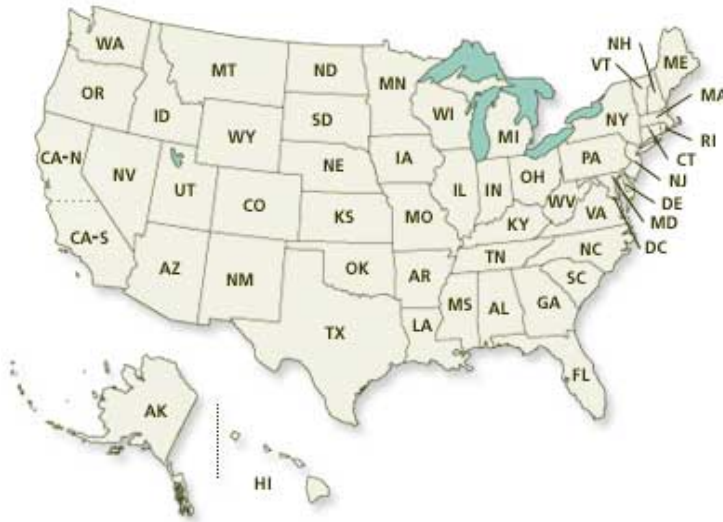 WA
MT
ND
MN
VT
NH
ME
OR
ID
WY
SD
WI
MI
NY
MA
RI
CT
NJ
DE
MD
DC
CA-N
NV
UT
CO
NE
IA
IL
IN
OH
PA
WV
VA
CA-S
AZ
NM
KS
MO
KY
OK
AR
TN
NC
SC
TX
LA
MS
AL
GA
FL
AK
HI